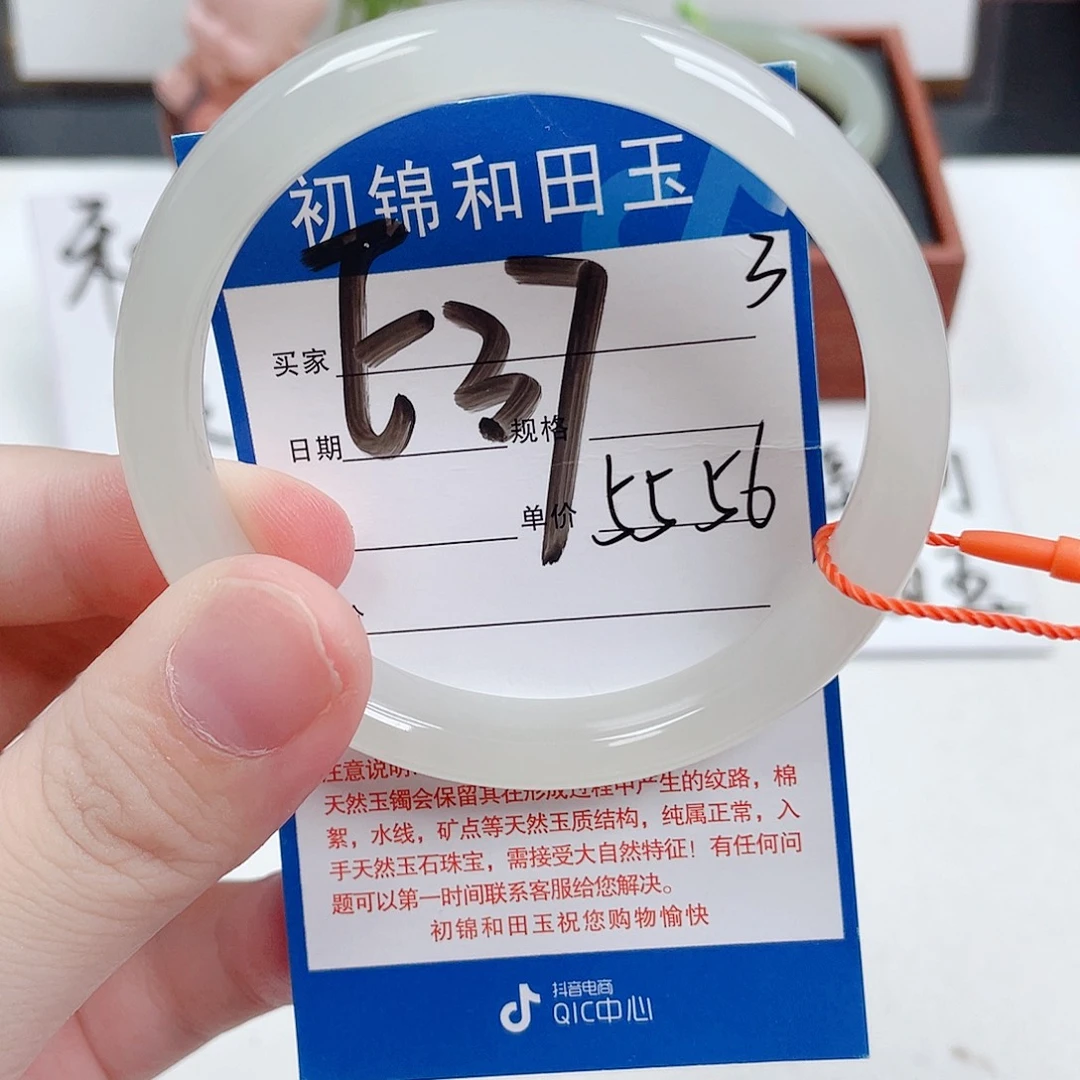 初锦和田玉
3
买家
E37
日期
规格
单价 5556
注意说明
天然玉镯会保留其在形成过程中产生的纹路，棉
絮，水线，矿点等天然玉质结构，纯属正常，入
手天然玉石珠宝，需接受大自然特征！有任何问
题可以第一时间联系客服给您解决。
初锦和田玉祝您购物愉快
抖音电商
QIC中心